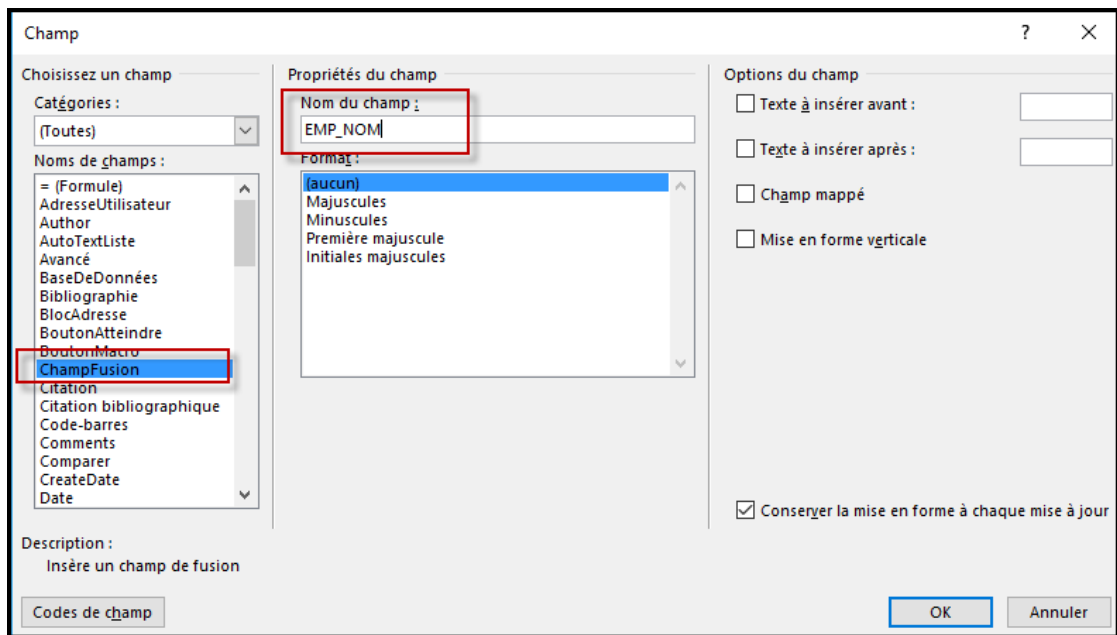 Champ
?
Choisissez un champ
Catégories :
(Toutes)
Noms de champs :
= (Formule)
AdresseUtilisateur
Author
AutoTextListe
Avancé
BaseDeDonnées
Bibliographie
BlocAdresse
BoutonAtteindre
BoutonMacro
ChampFusion
Citation
Citation bibliographique
Code-barres
Comments
Comparer
CreateDate
Date
Propriétés du champ
Nom du champ :
EMP_NOM
Format :
(aucun)
Majuscules
Minuscules
Première majuscule
Initiales majuscules
Options du champ
Texte à insérer avant :
Texte à insérer après :
Champ mappé
Mise en forme verticale
Conserver la mise en forme à chaque mise à jour
Description :
Insère un champ de fusion
Codes de champ
OK
Annuler